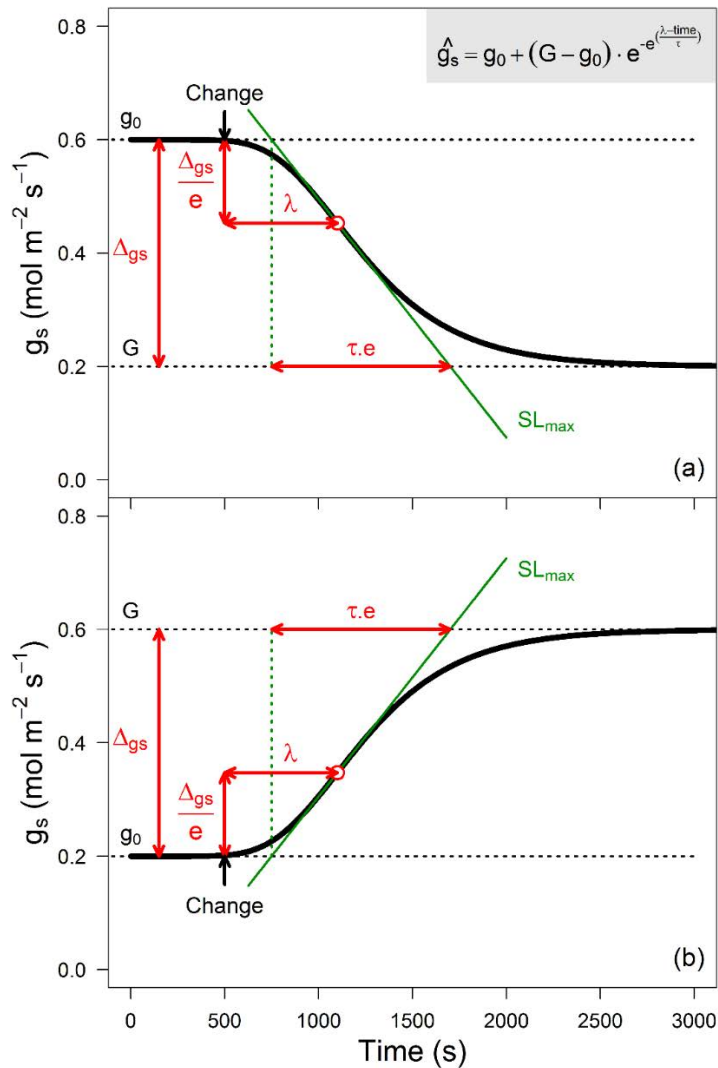 0.8
ĝₛ = g₀ + (G − g₀) · e^(−e^((λ−time)/τ))
Change
g₀
0.6
Δgs
e
λ
0.4
Δgs
gₛ (mol m⁻² s⁻¹)
G
τ.e
0.2
SLmax
0.0
(a)
0.8
SLmax
G
τ.e
0.6
Δgs
λ
0.4
gₛ (mol m⁻² s⁻¹)
Δgs
e
g₀
0.2
Change
0.0
(b)
0 500 1000 1500 2000 2500 3000
Time (s)